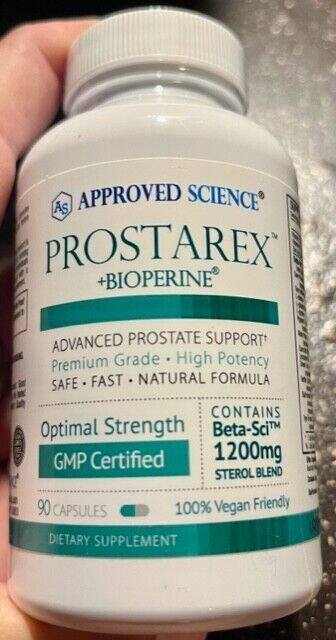 AS APPROVED SCIENCE®
PROSTAREX™
+BIOPERINE®
ADVANCED PROSTATE SUPPORT†
Premium Grade • High Potency
SAFE • FAST • NATURAL FORMULA
Optimal Strength
GMP Certified
CONTAINS
Beta-Sci™
1200mg
STEROL BLEND
90 CAPSULES
100% Vegan Friendly
DIETARY SUPPLEMENT